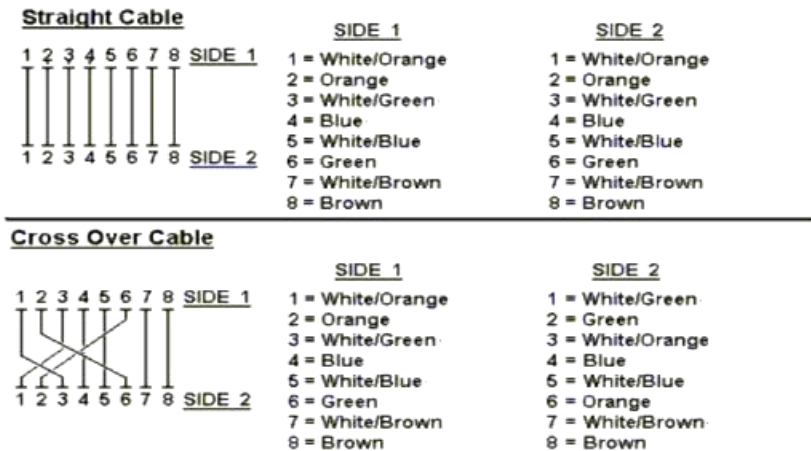 Straight Cable
1 2 3 4 5 6 7 8 SIDE 1
1 2 3 4 5 6 7 8 SIDE 2
SIDE 1
1 = White/Orange
2 = Orange
3 = White/Green
4 = Blue
5 = White/Blue
6 = Green
7 = White/Brown
8 = Brown
SIDE 2
1 = White/Orange
2 = Orange
3 = White/Green
4 = Blue
5 = White/Blue
6 = Green
7 = White/Brown
8 = Brown
Cross Over Cable
1 2 3 4 5 6 7 8 SIDE 1
1 2 3 4 5 6 7 8 SIDE 2
SIDE 1
1 = White/Orange
2 = Orange
3 = White/Green
4 = Blue
5 = White/Blue
6 = Green
7 = White/Brown
8 = Brown
SIDE 2
1 = White/Green
2 = Green
3 = White/Orange
4 = Blue
5 = White/Blue
6 = Orange
7 = White/Brown
8 = Brown